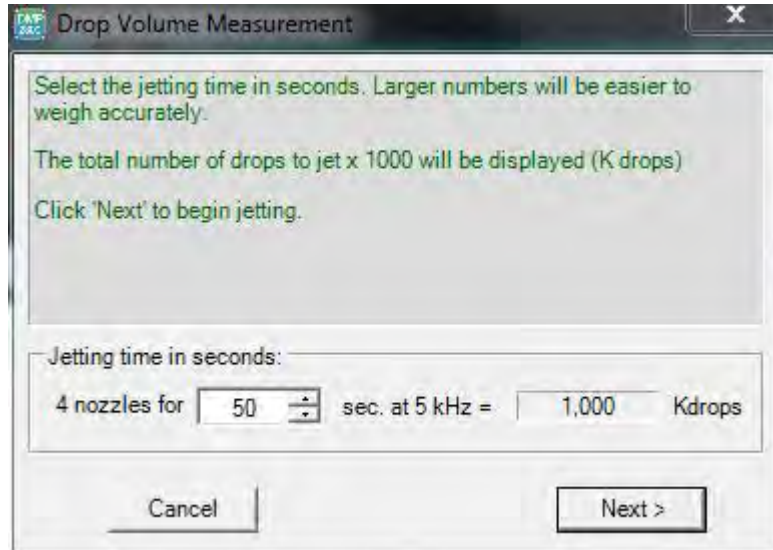 Drop Volume Measurement
Select the jetting time in seconds. Larger numbers will be easier to
weigh accurately.
The total number of drops to jet x 1000 will be displayed (K drops)
Click 'Next' to begin jetting.
Jetting time in seconds:
4 nozzles for 50 sec. at 5 kHz = 1,000 Kdrops
Cancel Next >